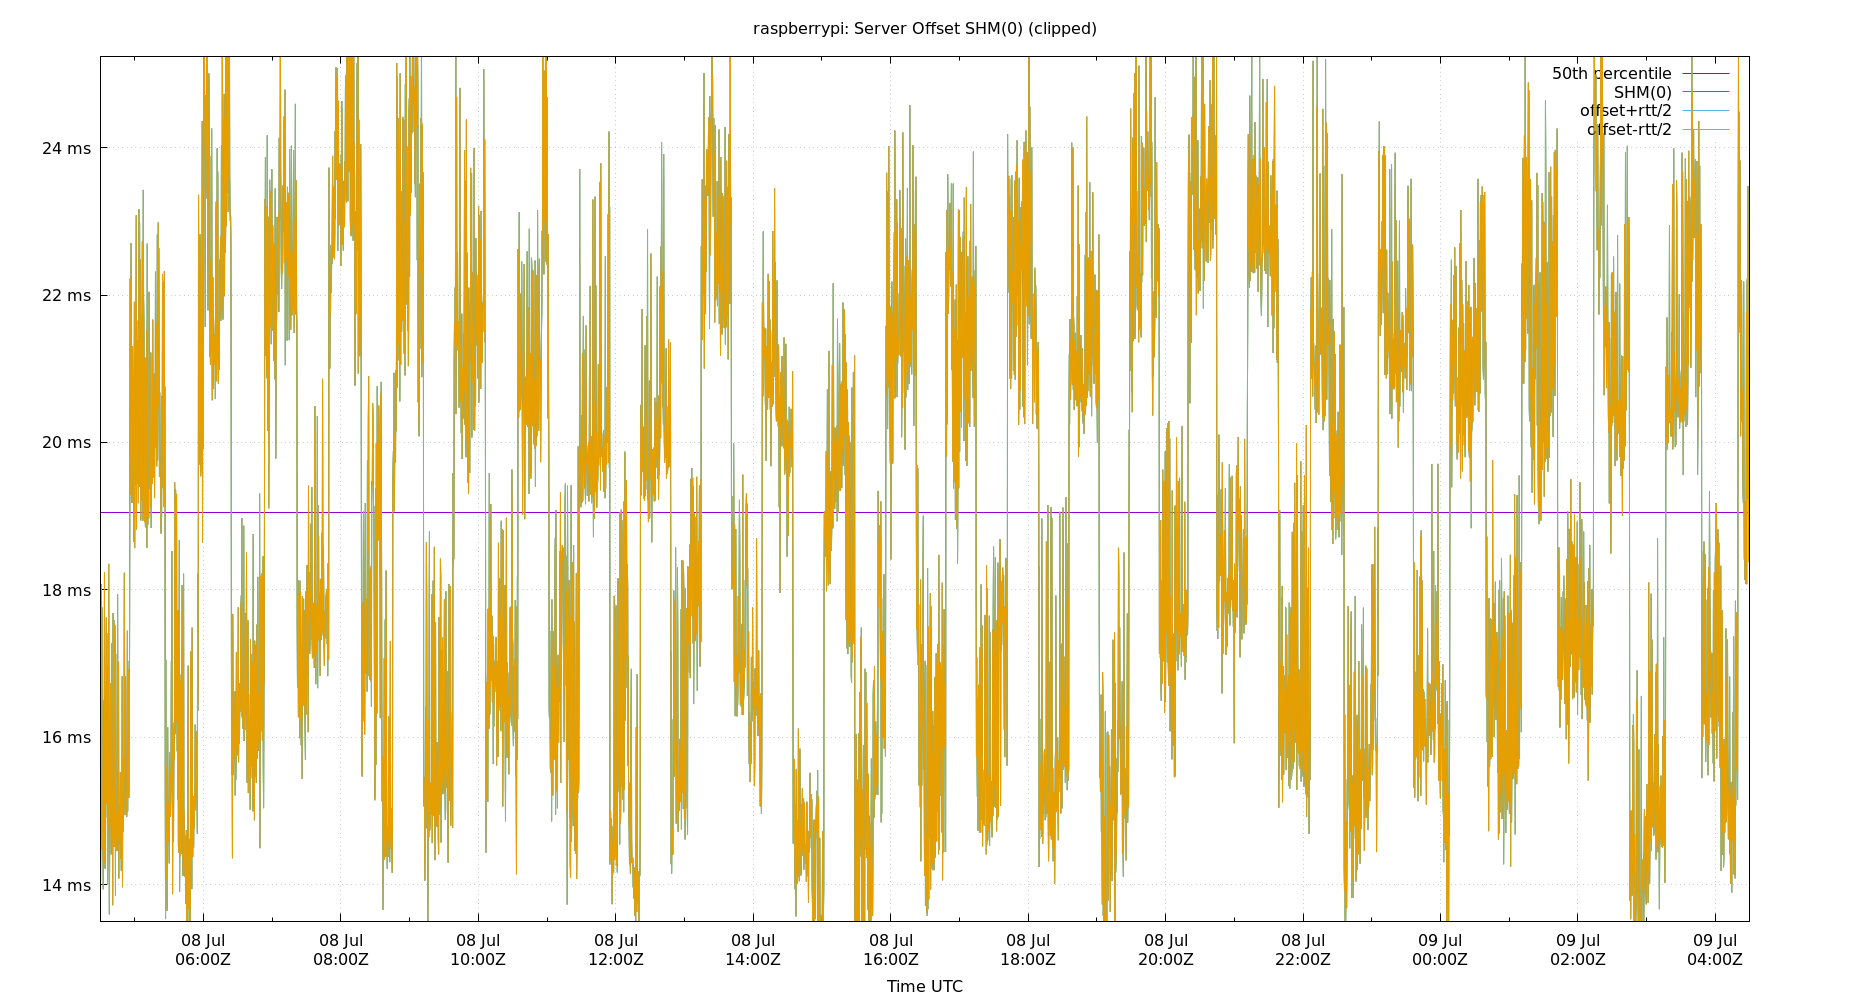 raspberrypi: Server Offset SHM(0) (clipped)
50th percentile
SHM(0)
offset+rtt/2
offset-rtt/2
24 ms
22 ms
20 ms
18 ms
16 ms
14 ms
08 Jul 08 Jul 08 Jul 08 Jul 08 Jul 08 Jul 08 Jul 08 Jul 08 Jul 09 Jul 09 Jul 09 Jul
06:00Z 08:00Z 10:00Z 12:00Z 14:00Z 16:00Z 18:00Z 20:00Z 22:00Z 00:00Z 02:00Z 04:00Z
Time UTC